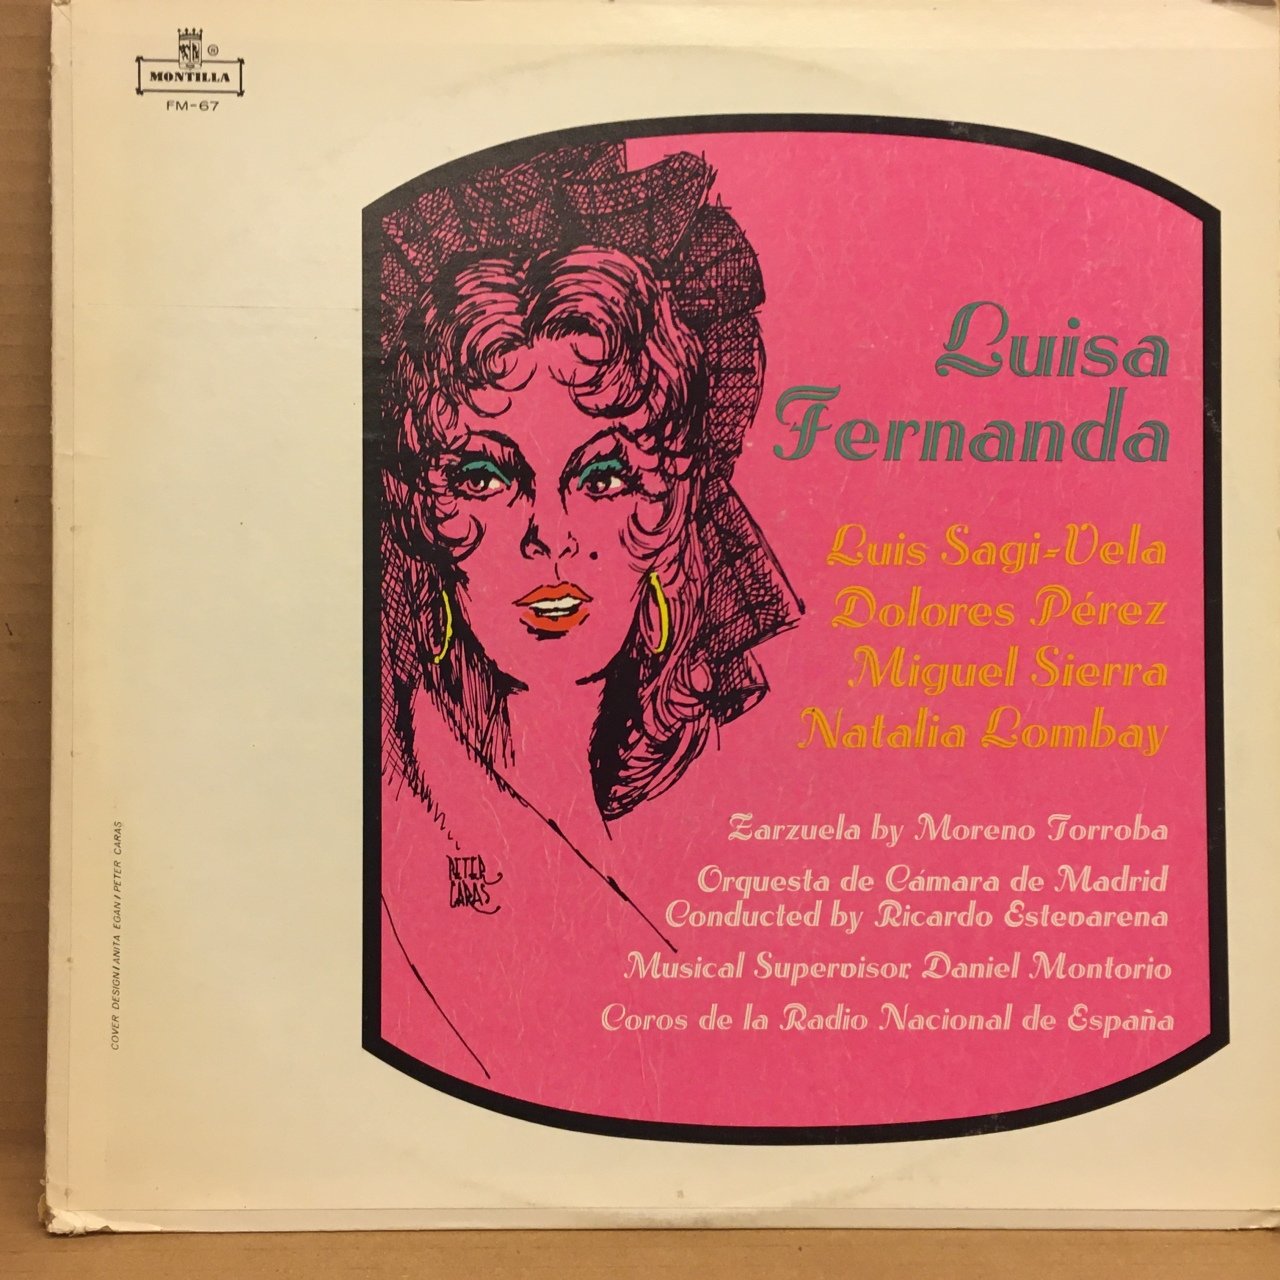 ®
MONTILLA
FM-67
Luisa
Fernanda
Luis Sagi-Vela
Dolores Pérez
Miguel Sierra
Natalia Lombay
Zarzuela by Moreno Torroba
Orquesta de Cámara de Madrid
Conducted by Ricardo Estevarena
Musical Supervisor, Daniel Montorio
Coros de la Radio Nacional de España
PETER
CARAS
COVER DESIGN/ANITA EGAN/PETER CARAS